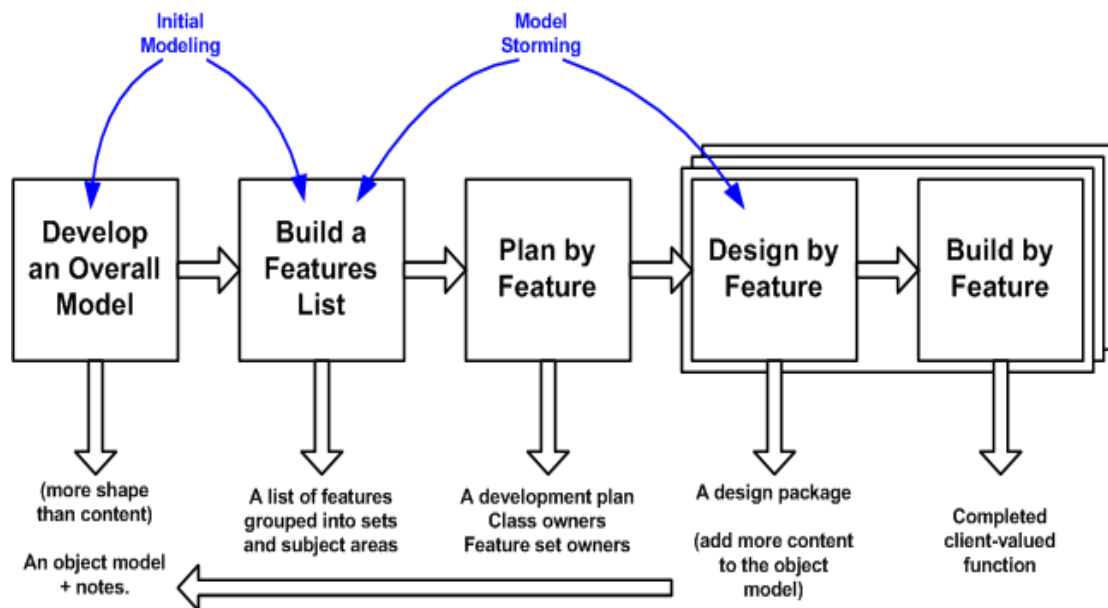 Initial
Modeling
Model
Storming
Develop
an Overall
Model
Build a
Features
List
Plan by
Feature
Design by
Feature
Build by
Feature
(more shape
than content)
An object model
+ notes.
A list of features
grouped into sets
and subject areas
A development plan
Class owners
Feature set owners
A design package
(add more content
to the object
model)
Completed
client-valued
function